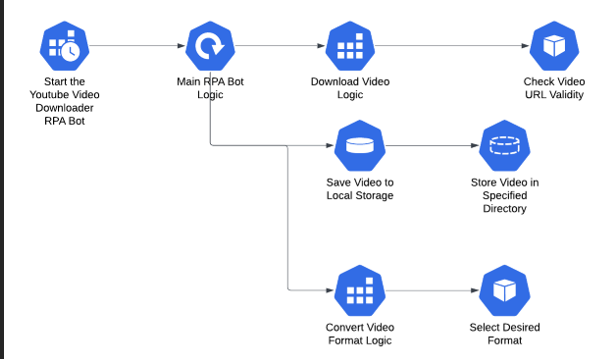 Start the
Youtube Video
Downloader
RPA Bot
Main RPA Bot
Logic
Download Video
Logic
Check Video
URL Validity
Save Video to
Local Storage
Store Video in
Specified
Directory
Convert Video
Format Logic
Select Desired
Format